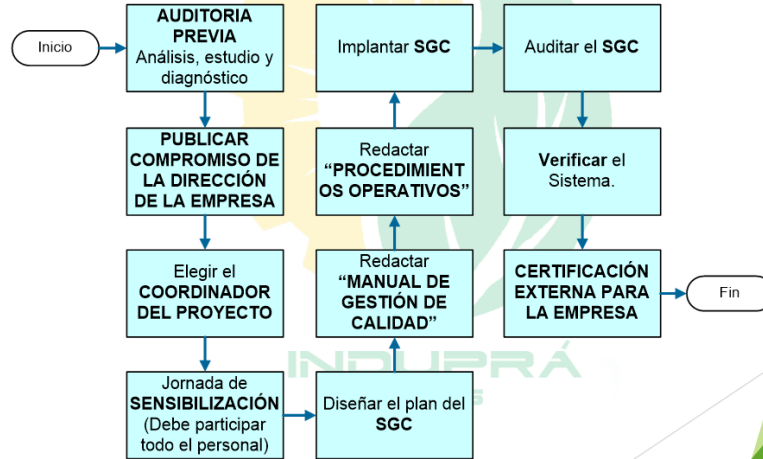 Inicio
AUDITORIA
PREVIA
Análisis, estudio y
diagnóstico
PUBLICAR
COMPROMISO DE
LA DIRECCIÓN
DE LA EMPRESA
Elegir el
COORDINADOR
DEL PROYECTO
Jornada de
SENSIBILIZACIÓN
(Debe participar
todo el personal)
Diseñar el plan del
SGC
Redactar
“MANUAL DE
GESTIÓN DE
CALIDAD”
Redactar
“PROCEDIMIENT
OS OPERATIVOS”
Implantar SGC
Auditar el SGC
Verificar el
Sistema.
CERTIFICACIÓN
EXTERNA PARA
LA EMPRESA
Fin
INDUPRÁ